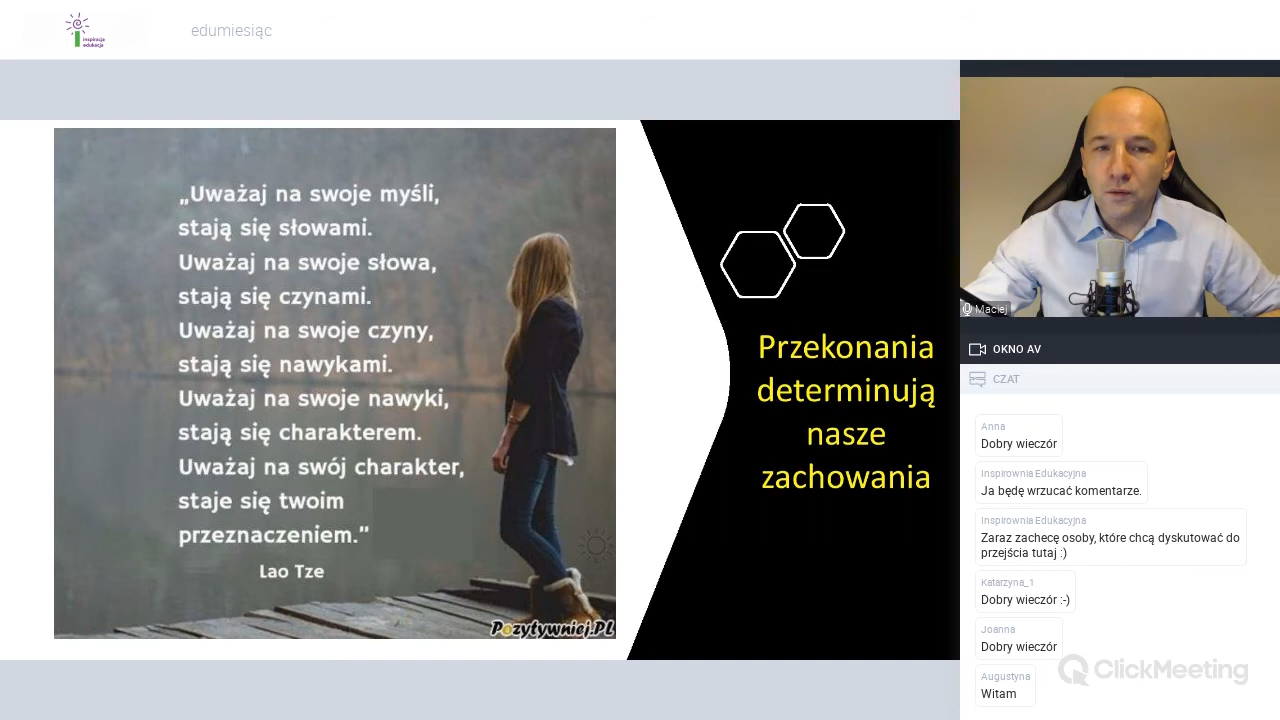 inspiracja
edukacja
edumiesiąc
„Uważaj na swoje myśli,
stają się słowami.
Uważaj na swoje słowa,
stają się czynami.
Uważaj na swoje czyny,
stają się nawykami.
Uważaj na swoje nawyki,
stają się charakterem.
Uważaj na swój charakter,
staje się twoim
przeznaczeniem.”
Lao Tze
Pozytywniej.PL
Przekonania
determinują
nasze
zachowania
Maciej
OKNO AV
CZAT
Anna
Dobry wieczór
Inspirownia Edukacyjna
Ja będę wrzucać komentarze.
Inspirownia Edukacyjna
Zaraz zachecę osoby, które chcą dyskutować do
przejścia tutaj :)
Katarzyna_1
Dobry wieczór :-)
Joanna
Dobry wieczór
Augustyna
Witam
ClickMeeting